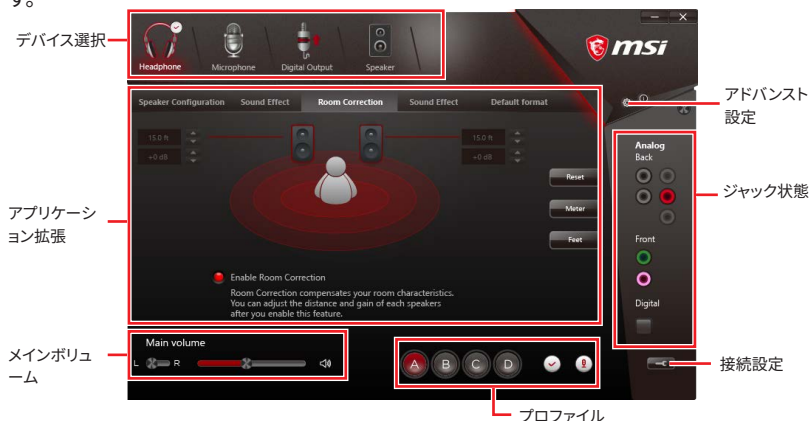 す。
デバイス選択
Headphone
Microphone
Digital Output
Speaker
msi
アドバンスト
設定
Speaker Configuration
Sound Effect
Room Correction
Sound Effect
Default format
15.0 ft
+0 dB
15.0 ft
+0 dB
Reset
Meter
Feet
アプリケーシ
ョン拡張
Enable Room Correction
Room Correction compensates your room characteristics.
You can adjust the distance and gain of each speakers
after you enable this feature.
Analog
Back
Front
Digital
ジャック状態
メインボリュ
ーム
Main volume
L
R
A
B
C
D
接続設定
プロファイル